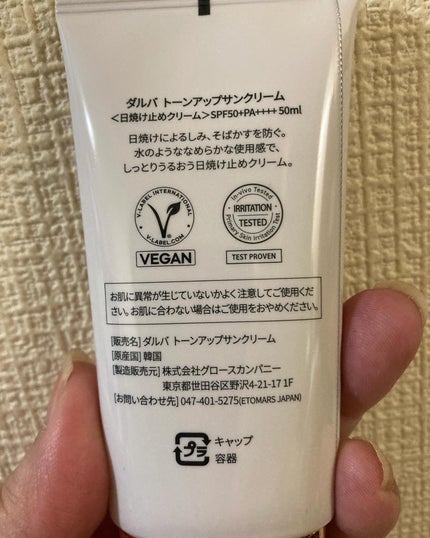 ダルバ トーンアップサンクリーム
＜日焼け止めクリーム＞SPF50+PA++++ 50ml
日焼けによるしみ、そばかすを防ぐ。
水のようななめらかな使用感で、
しっとりうるおう日焼け止めクリーム。
V-LABEL INTERNATIONAL
V
V-LABEL.COM
VEGAN
In-vivo Tested
IRRITATION
TESTED
Primary Skin Irritation Test
TEST PROVEN
お肌に異常が生じていないかよく注意してご使用くだ
さい。お肌に合わない場合はご使用をおやめください。
[販売名] ダルバ トーンアップサンクリーム
[原産国] 韓国
[製造販売元] 株式会社グロースカンパニー
東京都世田谷区野沢4-21-17 1F
[お問い合わせ先] 047-401-5275(ETOMARS JAPAN)
プラ
キャップ
容器